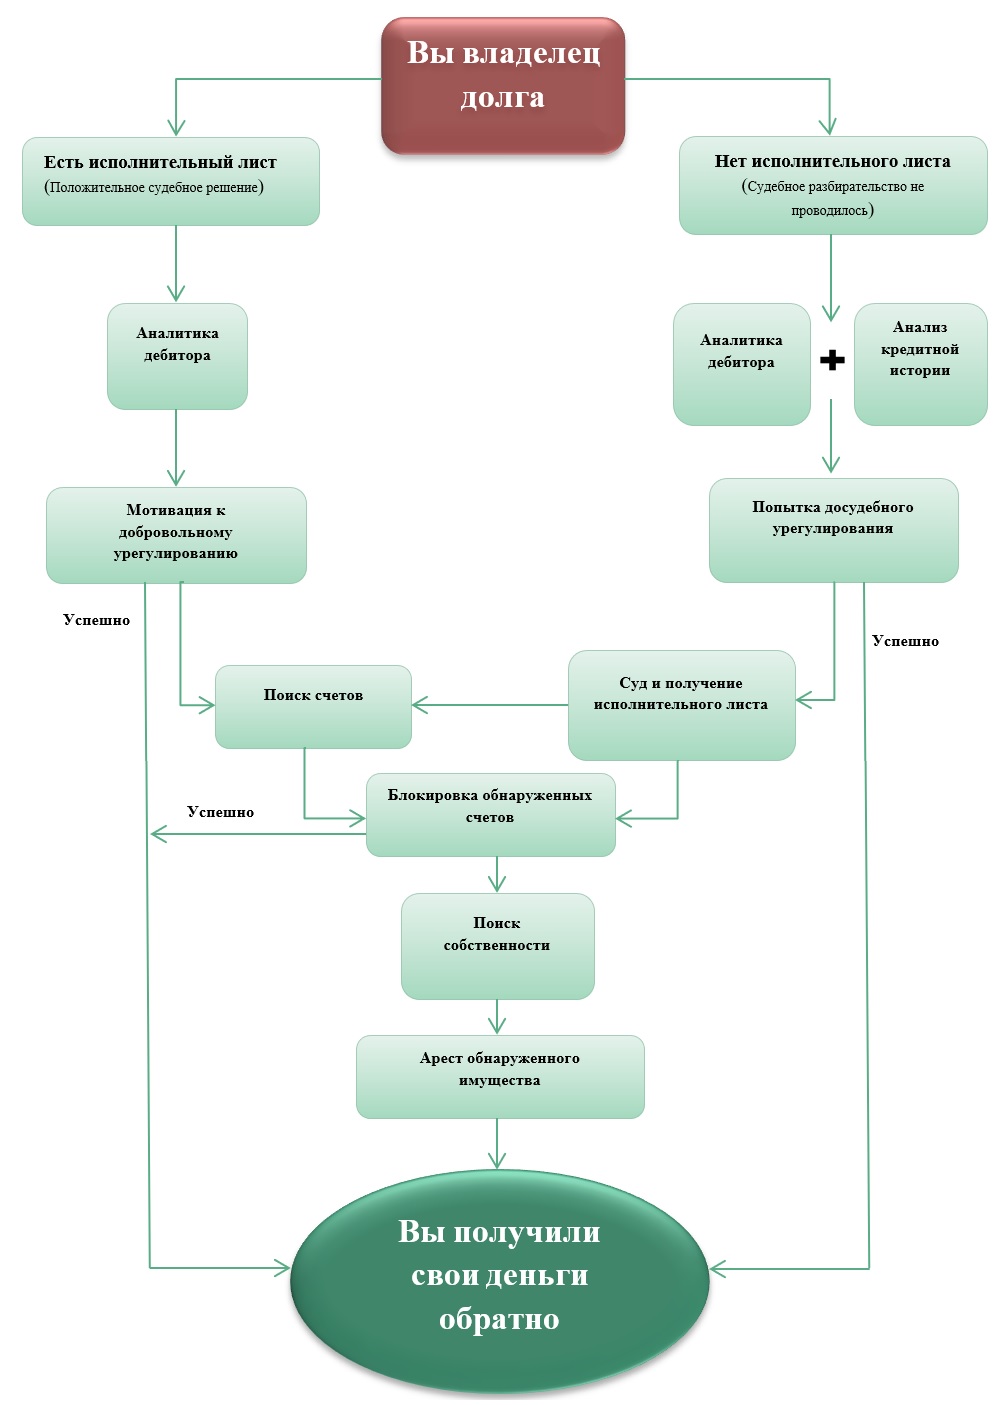 Вы владелец
долга
Есть исполнительный лист
(Положительное судебное решение)
Нет исполнительного листа
(Судебное разбирательство не
проводилось)
Аналитика
дебитора
Аналитика
дебитора
Анализ
кредитной
истории
Мотивация к
добровольному
урегулированию
Попытка досудебного
урегулирования
Успешно
Успешно
Поиск счетов
Суд и получение
исполнительного листа
Блокировка обнаруженных
счетов
Успешно
Поиск
собственности
Арест обнаруженного
имущества
Вы получили
свои деньги
обратно